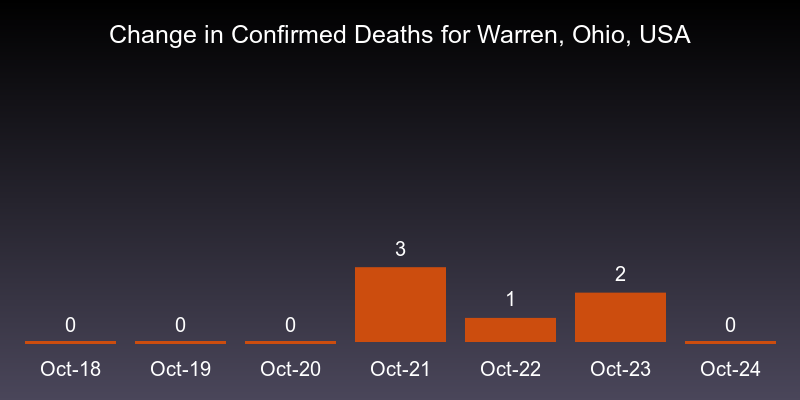 Change in Confirmed Deaths for Warren, Ohio, USA
3
2
1
0 0 0 0
Oct-18 Oct-19 Oct-20 Oct-21 Oct-22 Oct-23 Oct-24